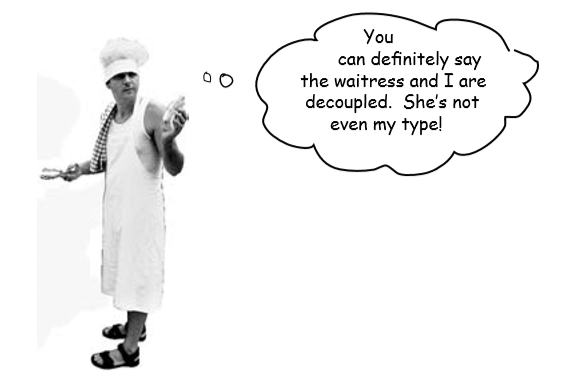 You
can definitely say
the waitress and I are
decoupled. She's not
even my type!